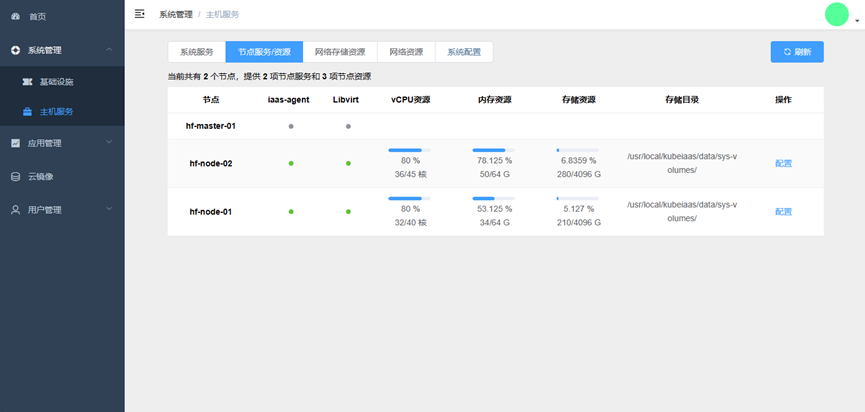 首页
系统管理
基础设施
主机服务
应用管理
云镜像
用户管理
系统管理 / 主机服务
系统服务 节点服务/资源 网络存储资源 网络资源 系统配置 刷新
当前共有 2 个节点，提供 2 项节点服务和 3 项节点资源
节点 iaas-agent Libvirt vCPU资源 内存资源 存储资源 存储目录 操作
hf-master-01
hf-node-02 80 % 36/45 核 78.125 % 50/64 G 6.8359 % 280/4096 G /usr/local/kubeiaas/data/sys-volumes/ 配置
hf-node-01 80 % 32/40 核 53.125 % 34/64 G 5.127 % 210/4096 G /usr/local/kubeiaas/data/sys-volumes/ 配置